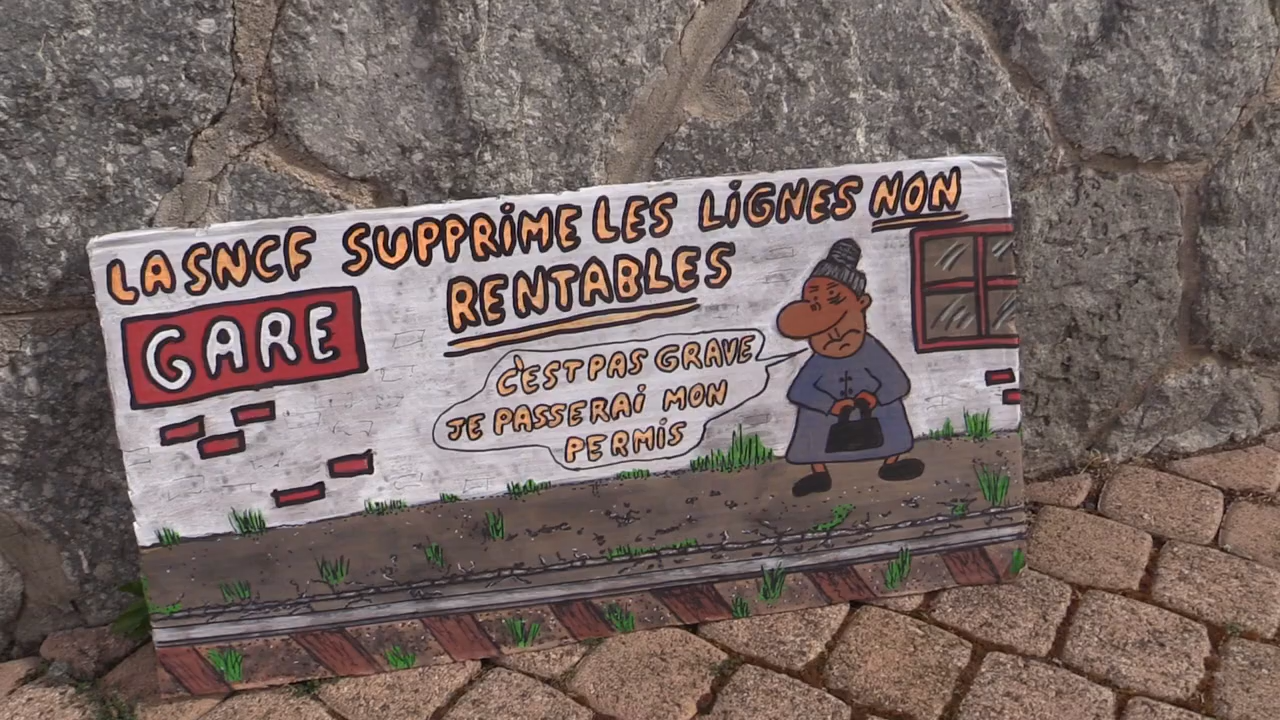 LA SNCF SUPPRiME LES LiGNES NON
RENTABLES
GARE
C'EST PAS GRAVE
JE PASSERAi MON
PERMiS